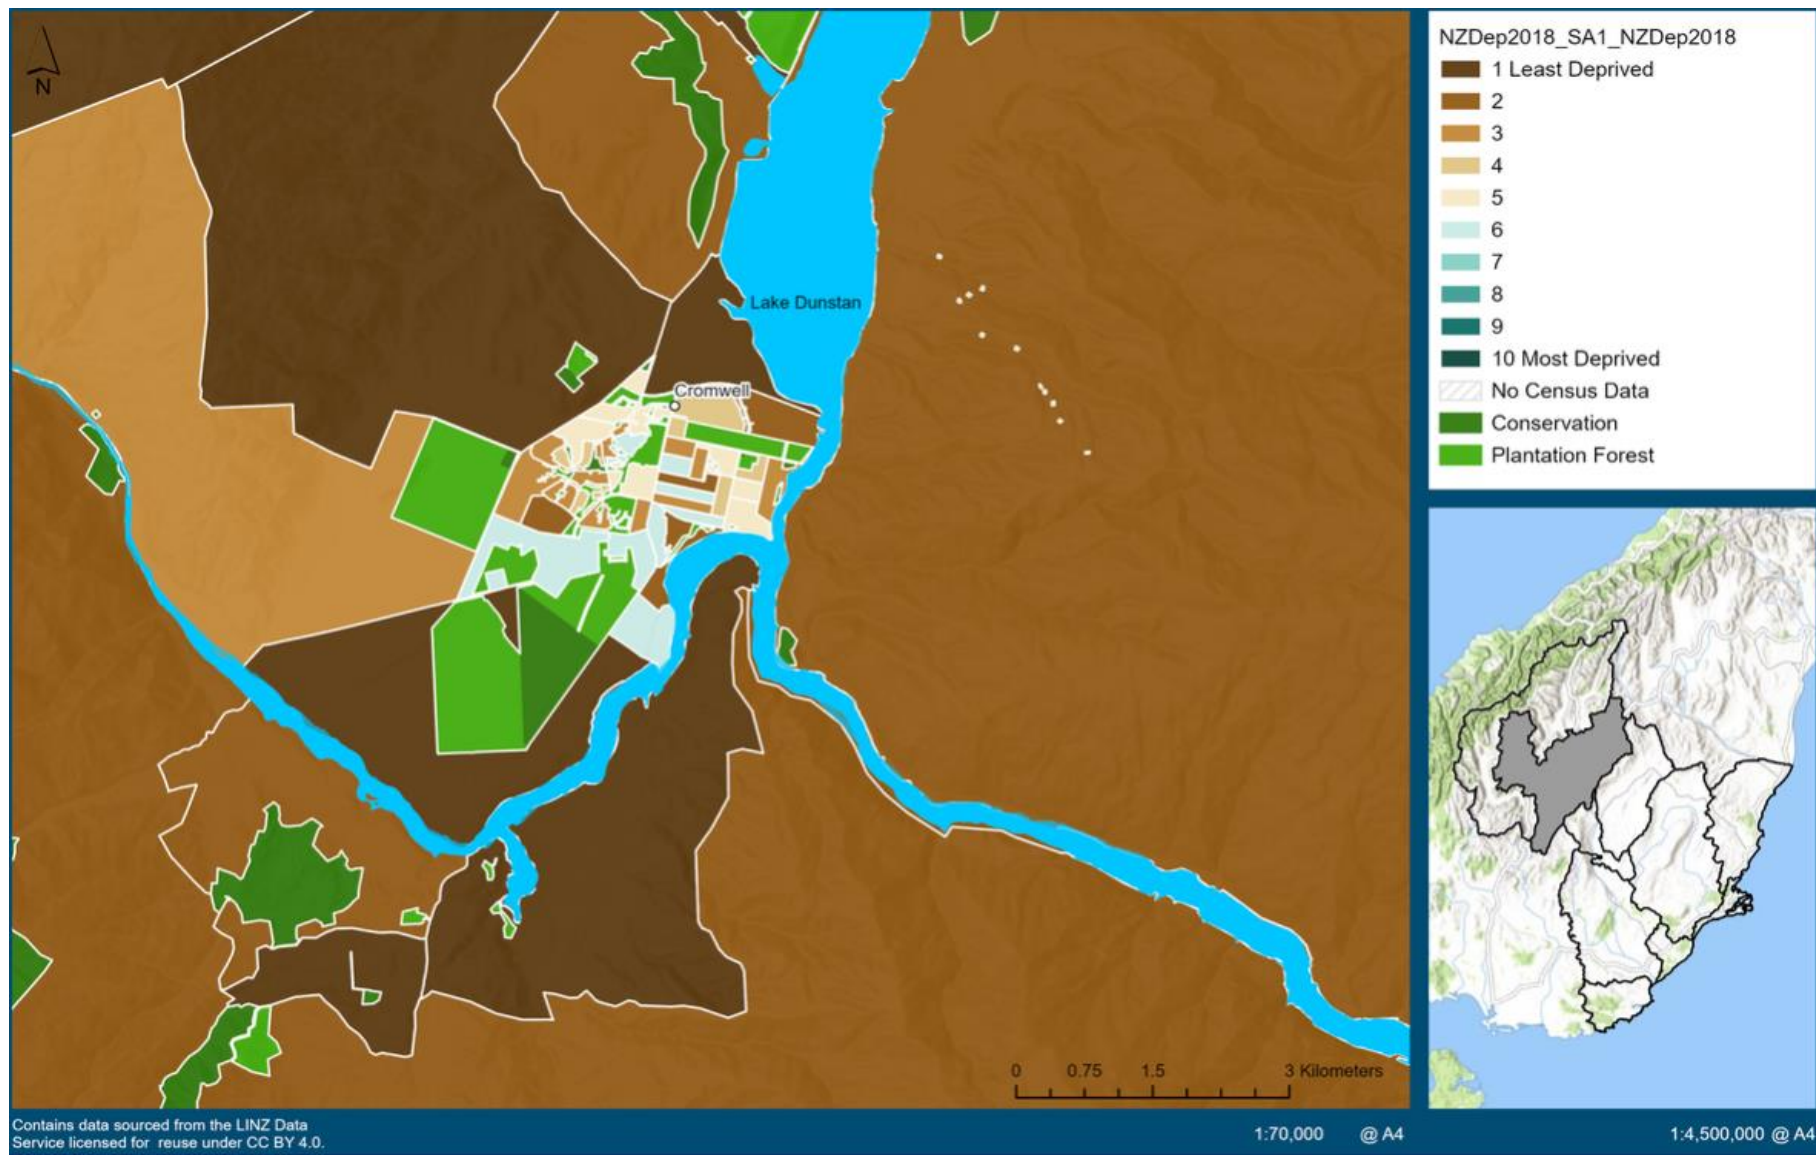 N
Lake Dunstan
Cromwell
0 0.75 1.5 3 Kilometers
Contains data sourced from the LINZ Data
Service licensed for reuse under CC BY 4.0.
1:70,000 @ A4
NZDep2018_SA1_NZDep2018
1 Least Deprived
2
3
4
5
6
7
8
9
10 Most Deprived
No Census Data
Conservation
Plantation Forest
1:4,500,000 @ A4